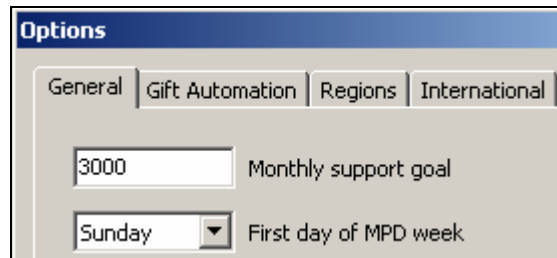 Options
General Gift Automation Regions International
3000 Monthly support goal
Sunday First day of MPD week